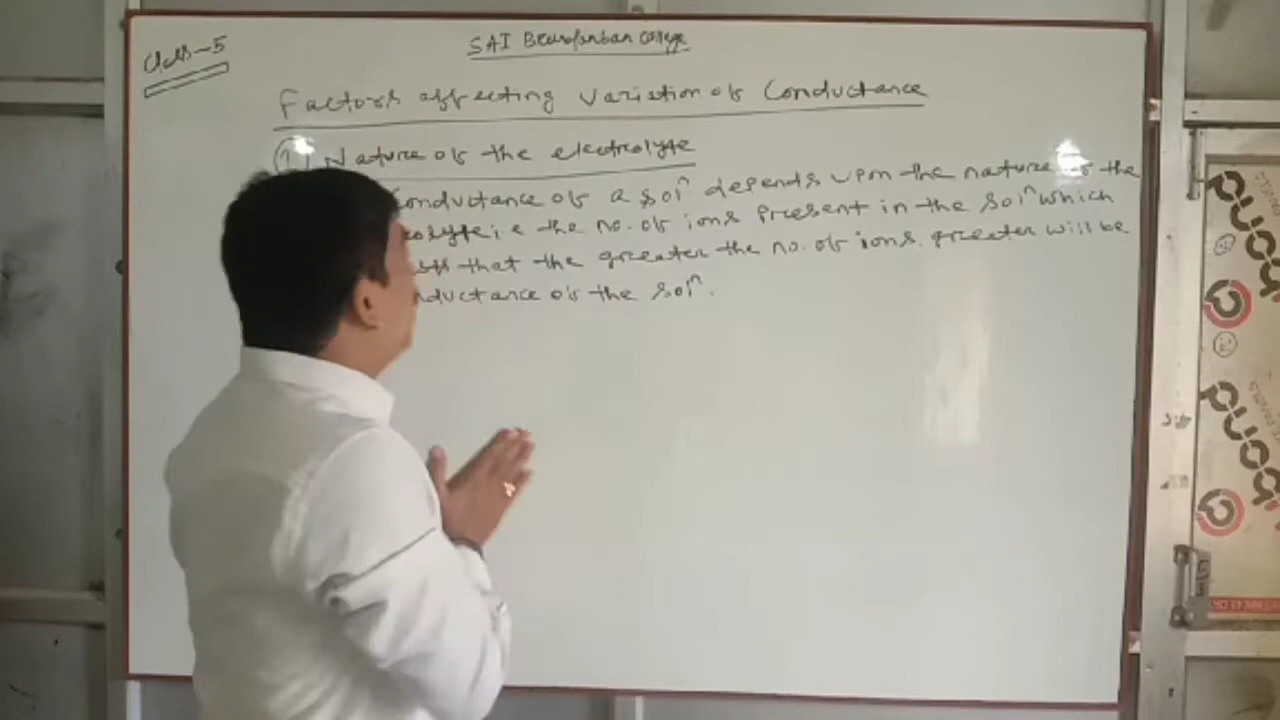 SAI Brundanban College
Class-5
Factors affecting variation of Conductance
(1) Nature of the electrolyte
Conductance of a solⁿ depends upon the nature of the
i.e the no. of ions present in the solⁿ which
that the greater the no. of ions greater will be
of the solⁿ.